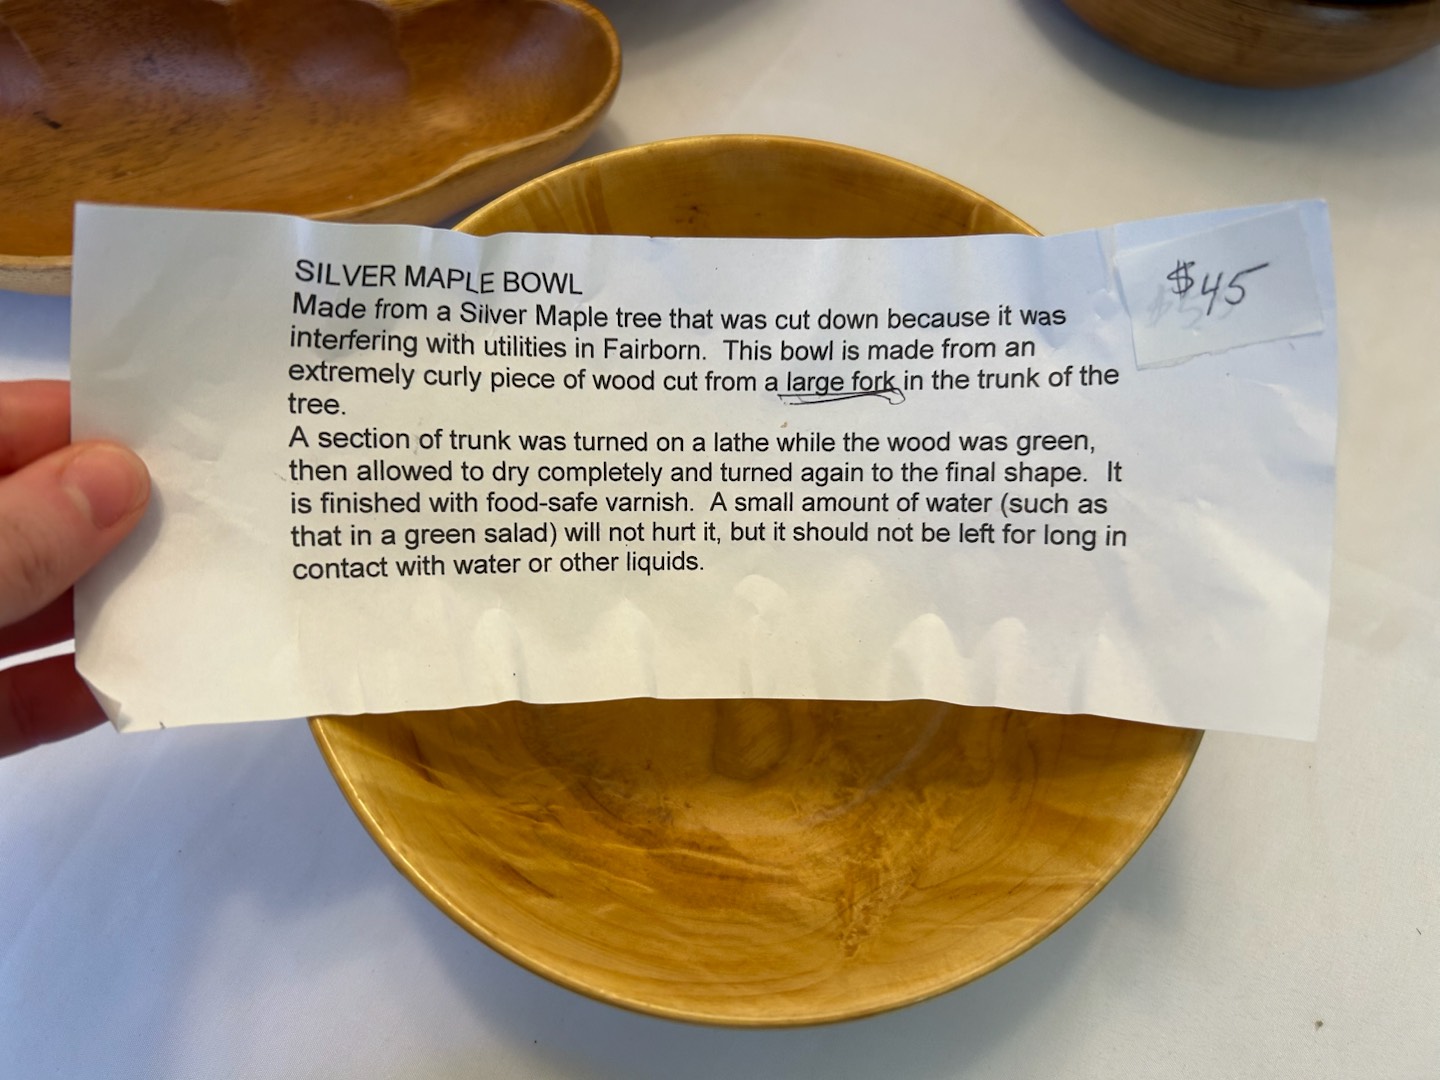 SILVER MAPLE BOWL
$45
Made from a Silver Maple tree that was cut down because it was
interfering with utilities in Fairborn.  This bowl is made from an
extremely curly piece of wood cut from a large fork in the trunk of the
tree.
A section of trunk was turned on a lathe while the wood was green,
then allowed to dry completely and turned again to the final shape.  It
is finished with food-safe varnish.  A small amount of water (such as
that in a green salad) will not hurt it, but it should not be left for long in
contact with water or other liquids.